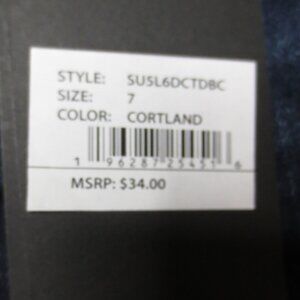 STYLE: SU5L6DCTDBC
SIZE: 7
COLOR: CORTLAND
1 96287 25451 6
MSRP: $34.00